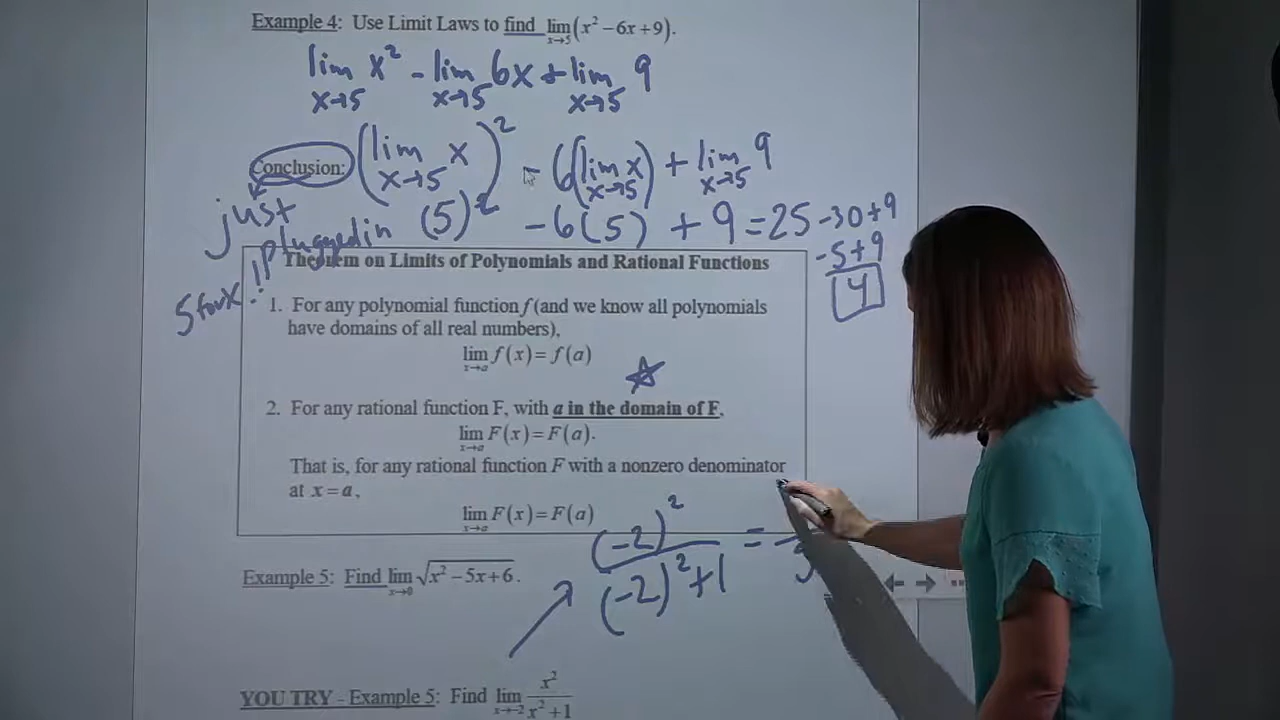 Example 4: Use Limit Laws to find lim x→5 (x² − 6x + 9).
lim x→5 x² - lim x→5 6x + lim x→5 9
Conclusion: (lim x→5 x)² - 6(lim x→5 x) + lim x→5 9
just plugged in (5)² - 6(5) + 9 = 25 - 30 + 9
5 for x !!
-5 + 9
4
Theorem on Limits of Polynomials and Rational Functions
1. For any polynomial function f (and we know all polynomials
have domains of all real numbers),
lim x→a f(x) = f(a)
2. For any rational function F, with a in the domain of F,
lim x→a F(x) = F(a).
That is, for any rational function F with a nonzero denominator
at x = a,
lim x→a F(x) = F(a)
(-2)² / (-2)² + 1 =
Example 5: Find lim x→0 √x² − 5x + 6.
YOU TRY - Example 5: Find lim x→−2 x² / x² + 1